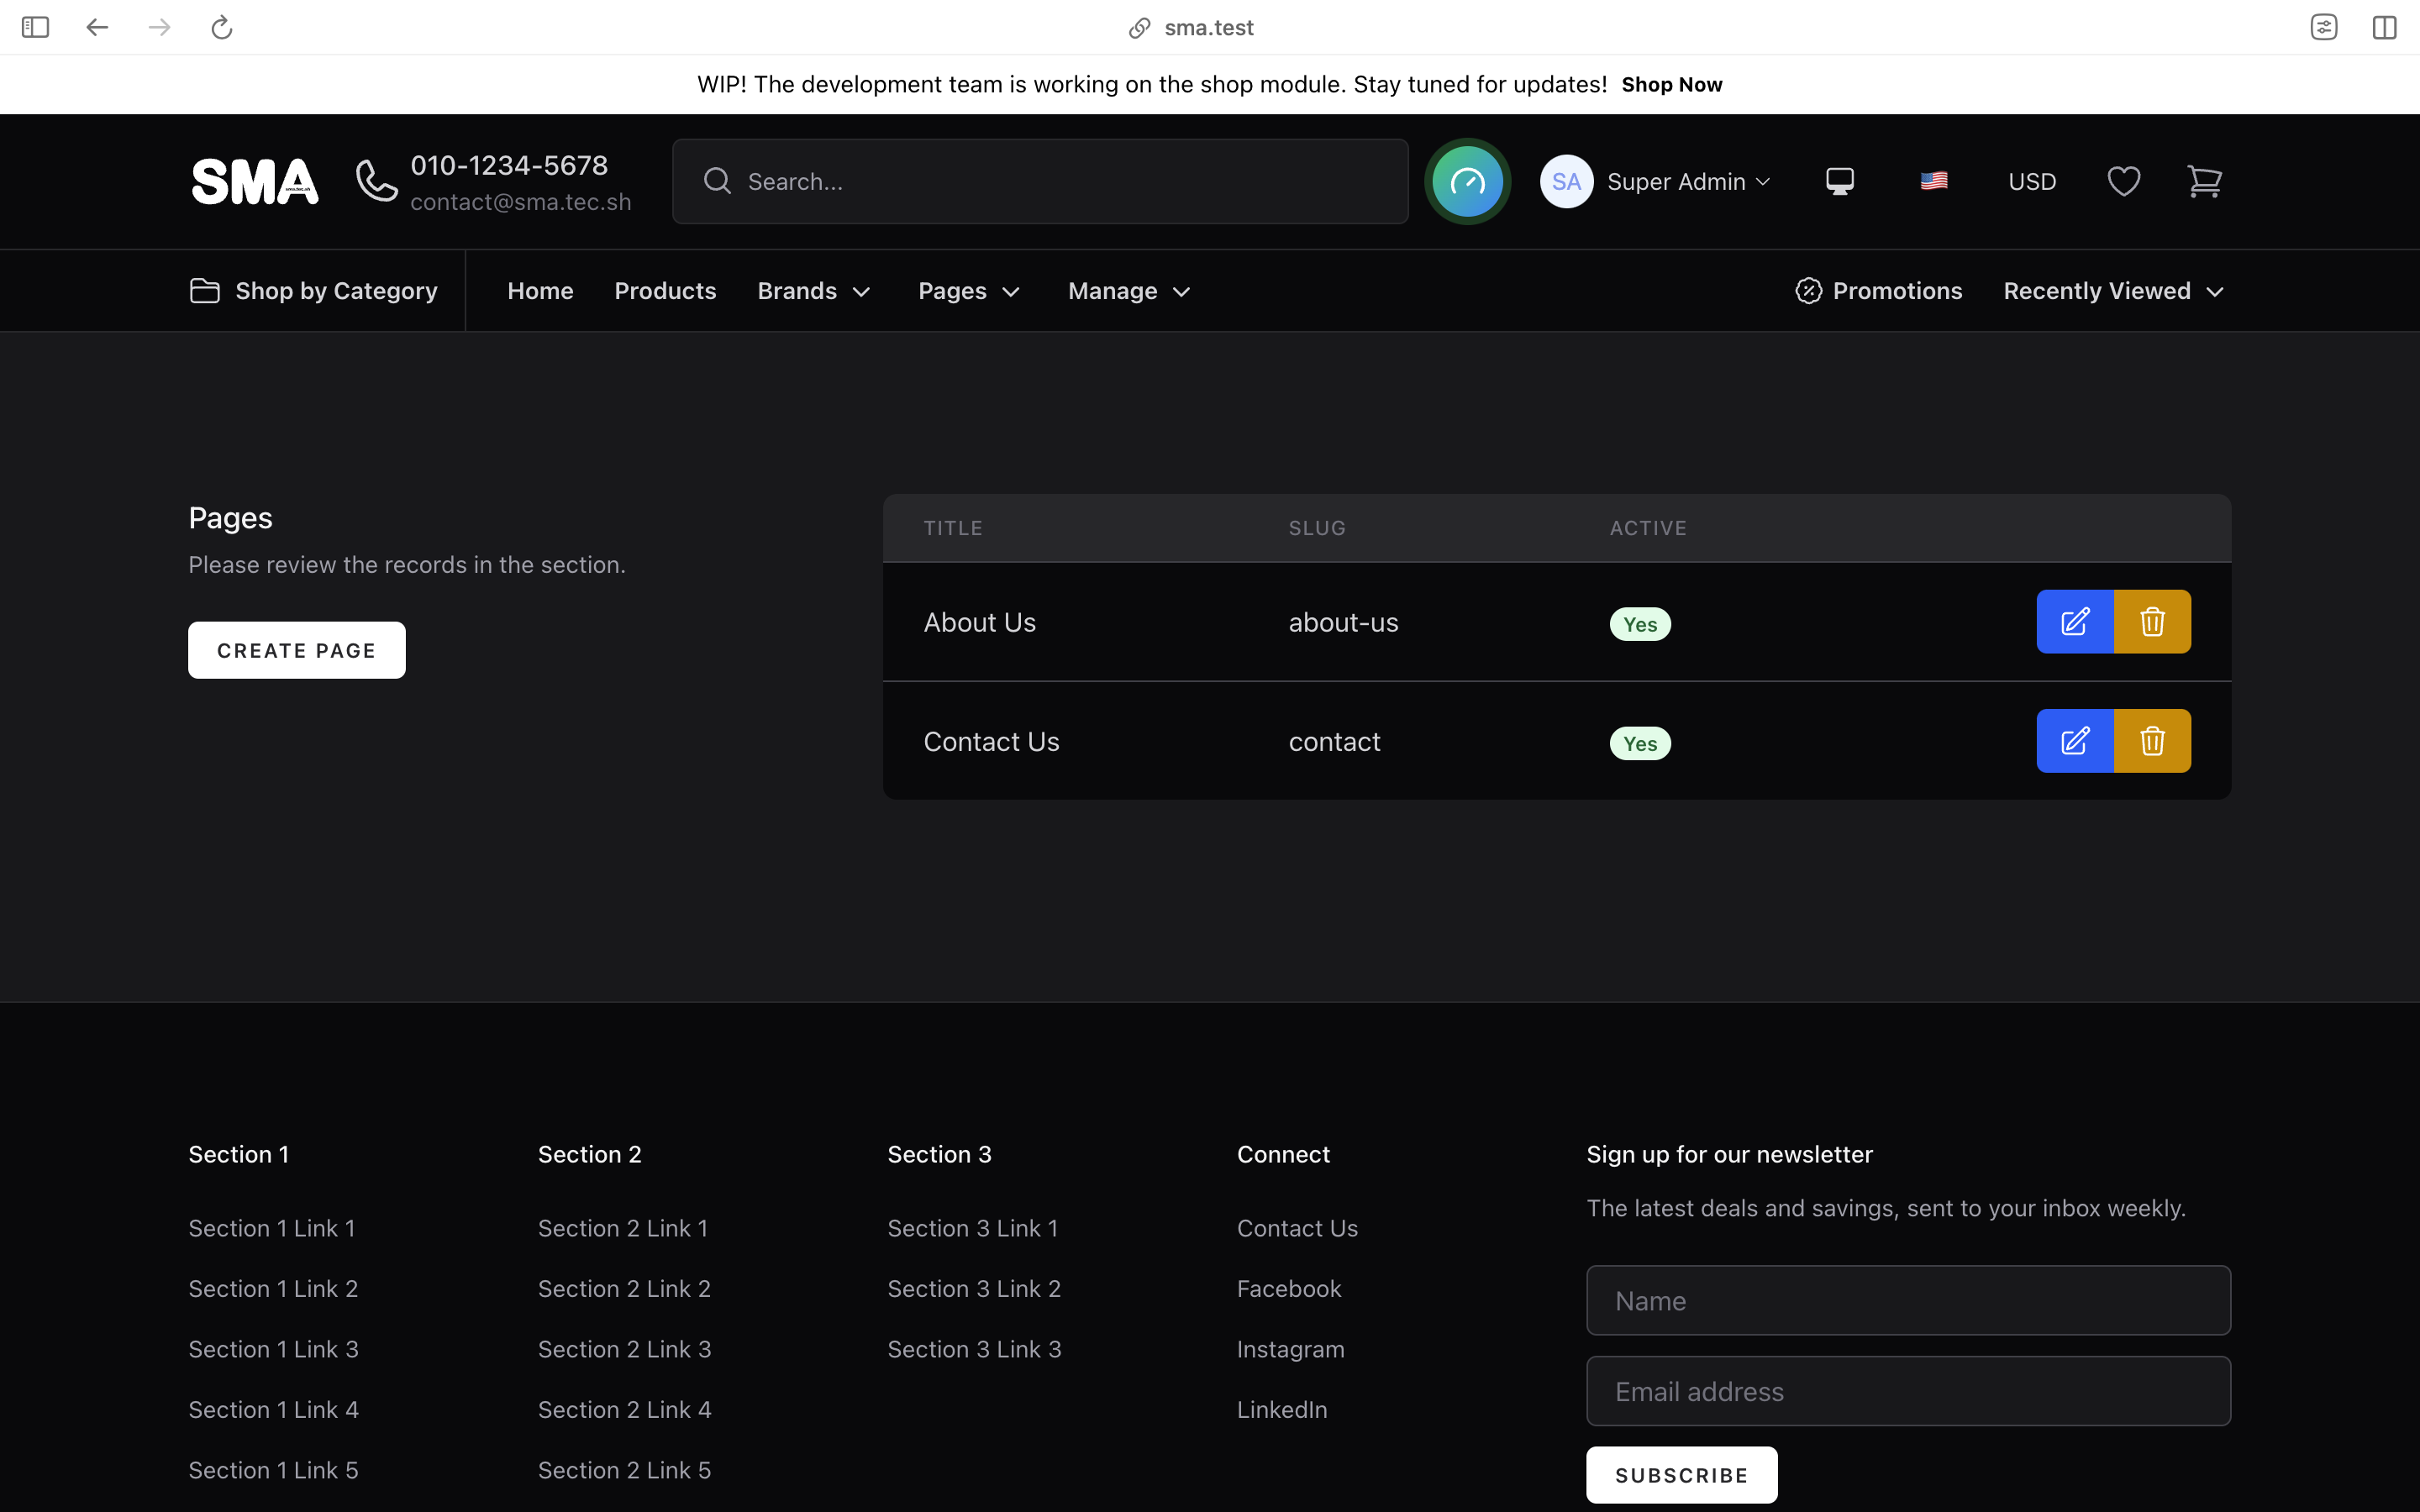 sma.test
WIP! The development team is working on the shop module. Stay tuned for updates! Shop Now
SMA
010-1234-5678
contact@sma.tec.sh
Search...
SA Super Admin
USD
Shop by Category
Home
Products
Brands
Pages
Manage
Promotions
Recently Viewed
Pages
Please review the records in the section.
CREATE PAGE
TITLE SLUG ACTIVE
About Us about-us Yes
Contact Us contact Yes
Section 1
Section 1 Link 1
Section 1 Link 2
Section 1 Link 3
Section 1 Link 4
Section 1 Link 5
Section 2
Section 2 Link 1
Section 2 Link 2
Section 2 Link 3
Section 2 Link 4
Section 2 Link 5
Section 3
Section 3 Link 1
Section 3 Link 2
Section 3 Link 3
Connect
Contact Us
Facebook
Instagram
LinkedIn
Sign up for our newsletter
The latest deals and savings, sent to your inbox weekly.
Name
Email address
SUBSCRIBE